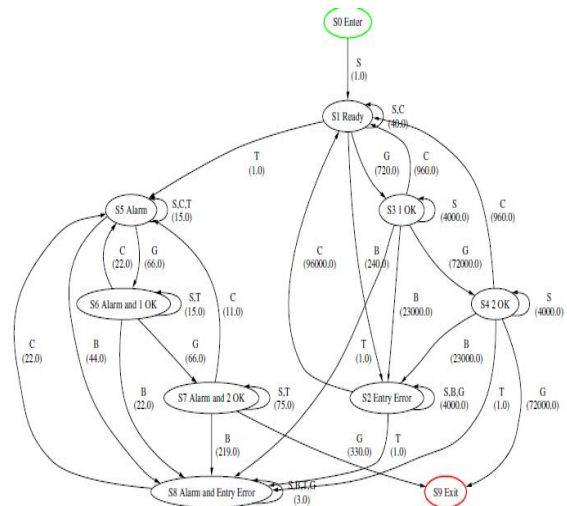 S0 Enter
S
(1.0)
S1 Ready
S,C
(40.0)
T
(1.0)
G
(720.0)
C
(960.0)
S5 Alarm
S,C,T
(15.0)
S3 1 OK
S
(4000.0)
C
(960.0)
C
(22.0)
G
(66.0)
C
(96000.0)
B
(240.0)
G
(72000.0)
S6 Alarm and 1 OK
S,T
(15.0)
C
(11.0)
B
(23000.0)
S4 2 OK
S
(4000.0)
C
(22.0)
B
(44.0)
G
(66.0)
T
(1.0)
B
(23000.0)
B
(22.0)
S7 Alarm and 2 OK
S,T
(75.0)
S2 Entry Error
S,B,G
(4000.0)
T
(1.0)
G
(72000.0)
B
(219.0)
G
(330.0)
T
(1.0)
S8 Alarm and Entry Error
S,B,T,G
(3.0)
S9 Exit